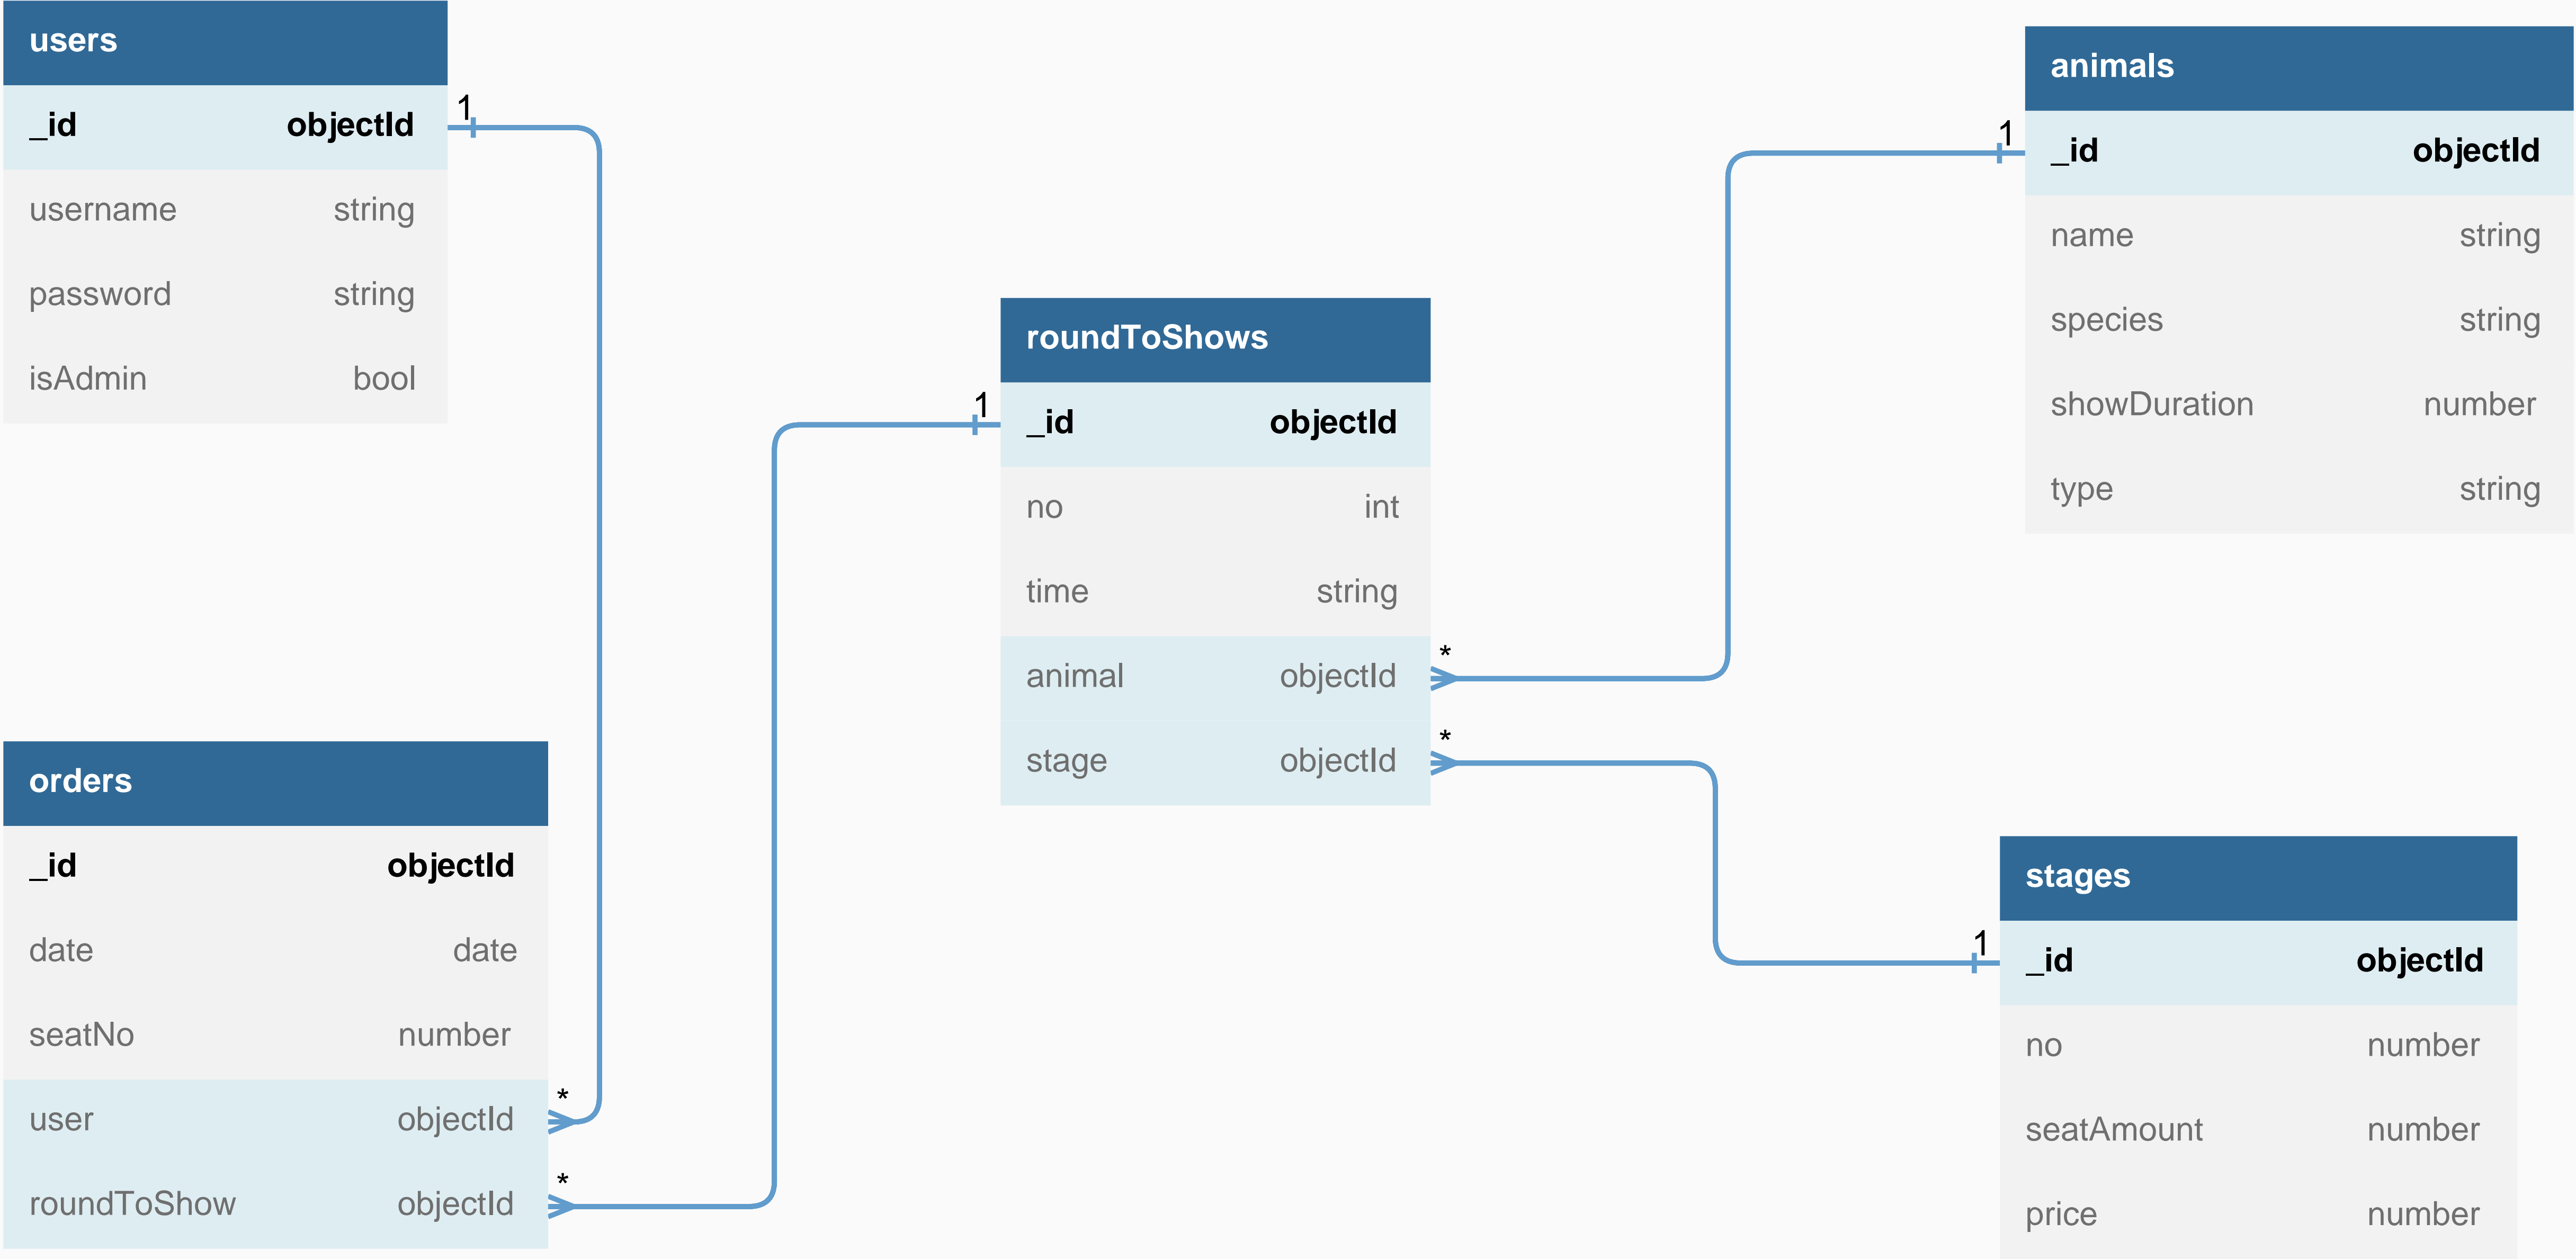 users
_id objectId
username string
password string
isAdmin bool
1
orders
_id objectId
date date
seatNo number
user objectId
*
roundToShow objectId
*
roundToShows
1
_id objectId
no int
time string
animal objectId
*
stage objectId
*
animals
1
_id objectId
name string
species string
showDuration number
type string
stages
1
_id objectId
no number
seatAmount number
price number